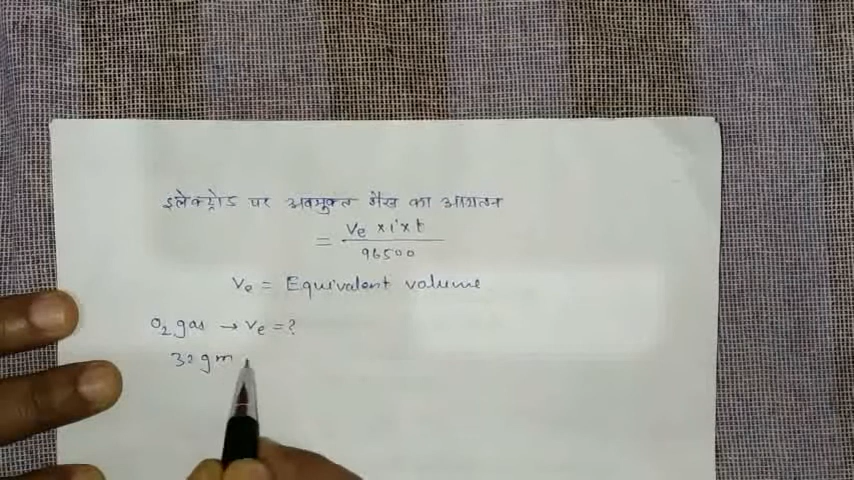 इलेक्ट्रोड पर अवमुक्त गैस का आयतन
= Ve × i × t / 96500
Ve = Equivalent volume
O2 gas → Ve = ?
32 gm